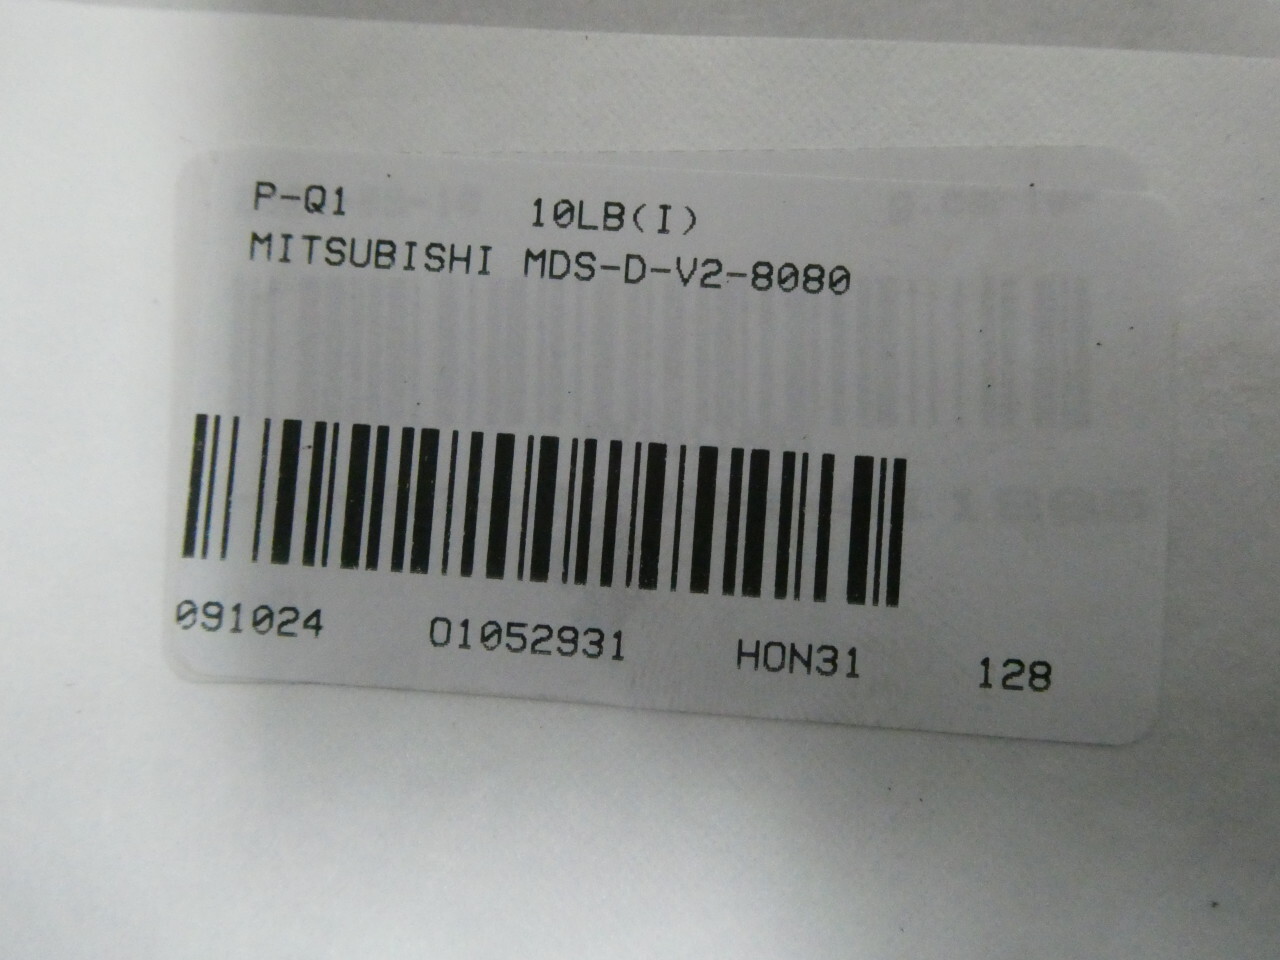 P-Q1 10LB(I)
MITSUBISHI MDS-D-V2-8080
091024 01052931 HON31 128